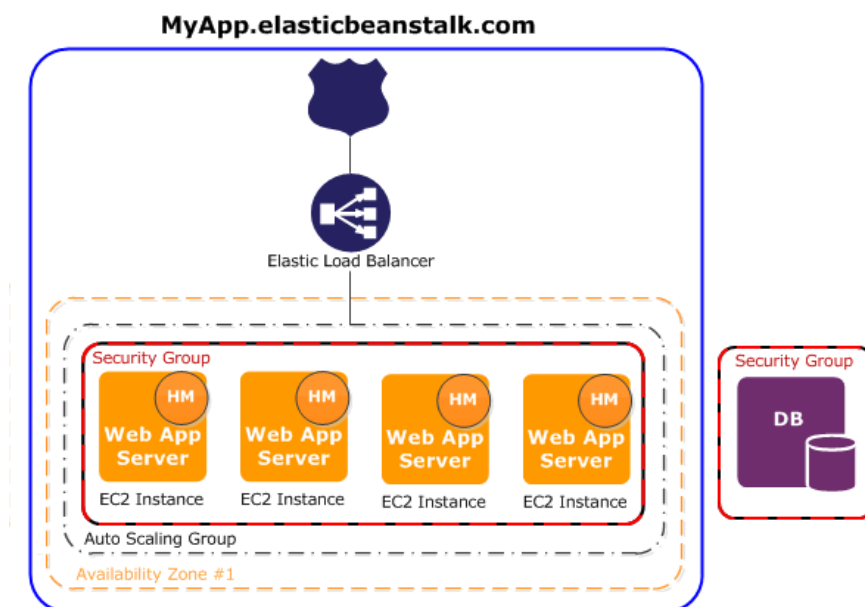 MyApp.elasticbeanstalk.com
Elastic Load Balancer
Security Group
HM
Web App
Server
EC2 Instance
HM
Web App
Server
EC2 Instance
HM
Web App
Server
EC2 Instance
HM
Web App
Server
EC2 Instance
Auto Scaling Group
Availability Zone #1
Security Group
DB